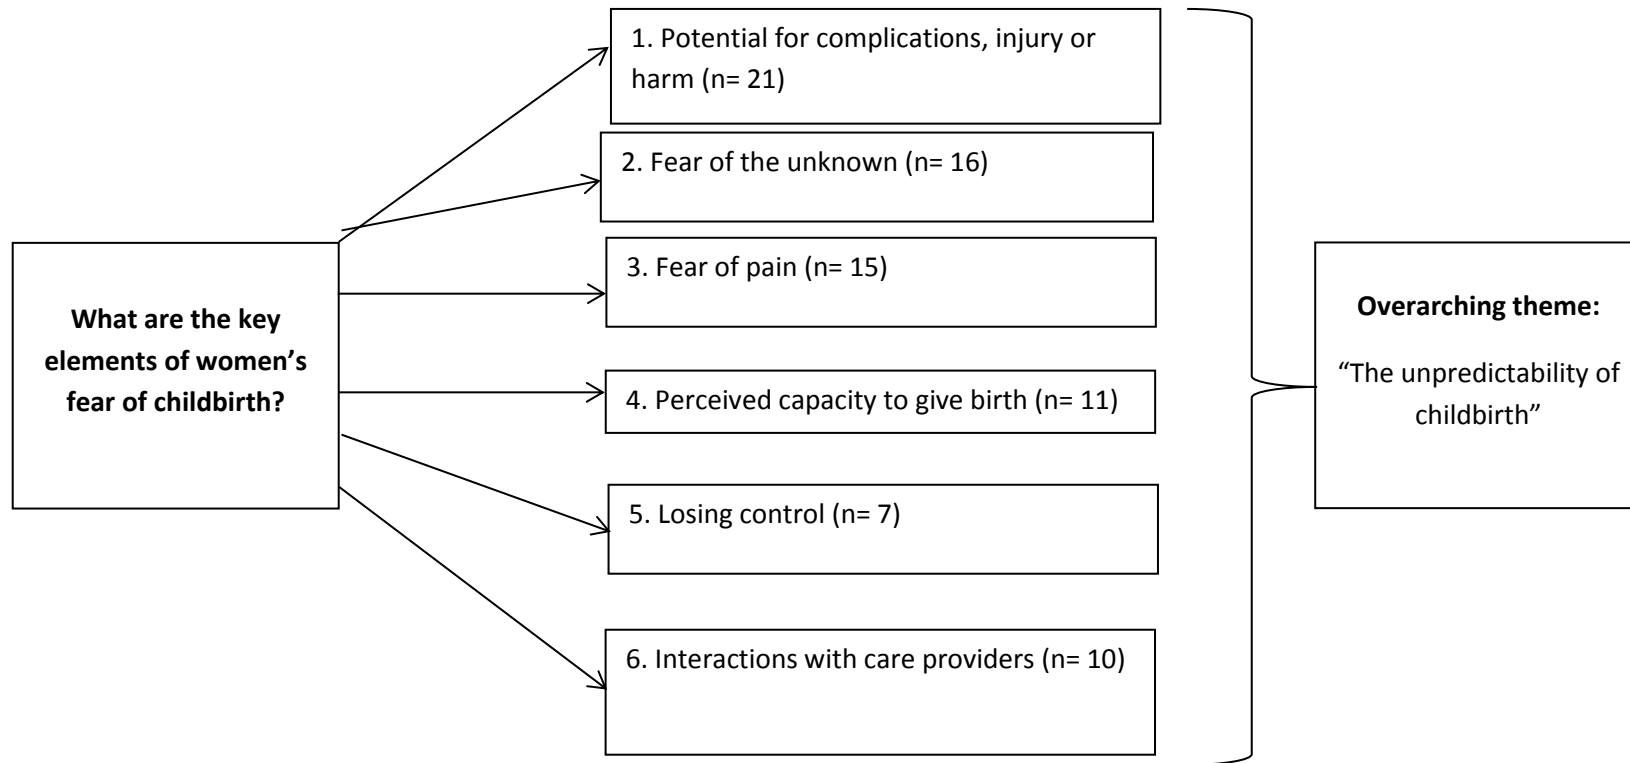 1. Potential for complications, injury or
harm (n= 21)
2. Fear of the unknown (n= 16)
3. Fear of pain (n= 15)
What are the key
elements of women’s
fear of childbirth?
4. Perceived capacity to give birth (n= 11)
5. Losing control (n= 7)
6. Interactions with care providers (n= 10)
Overarching theme:
“The unpredictability of
childbirth”